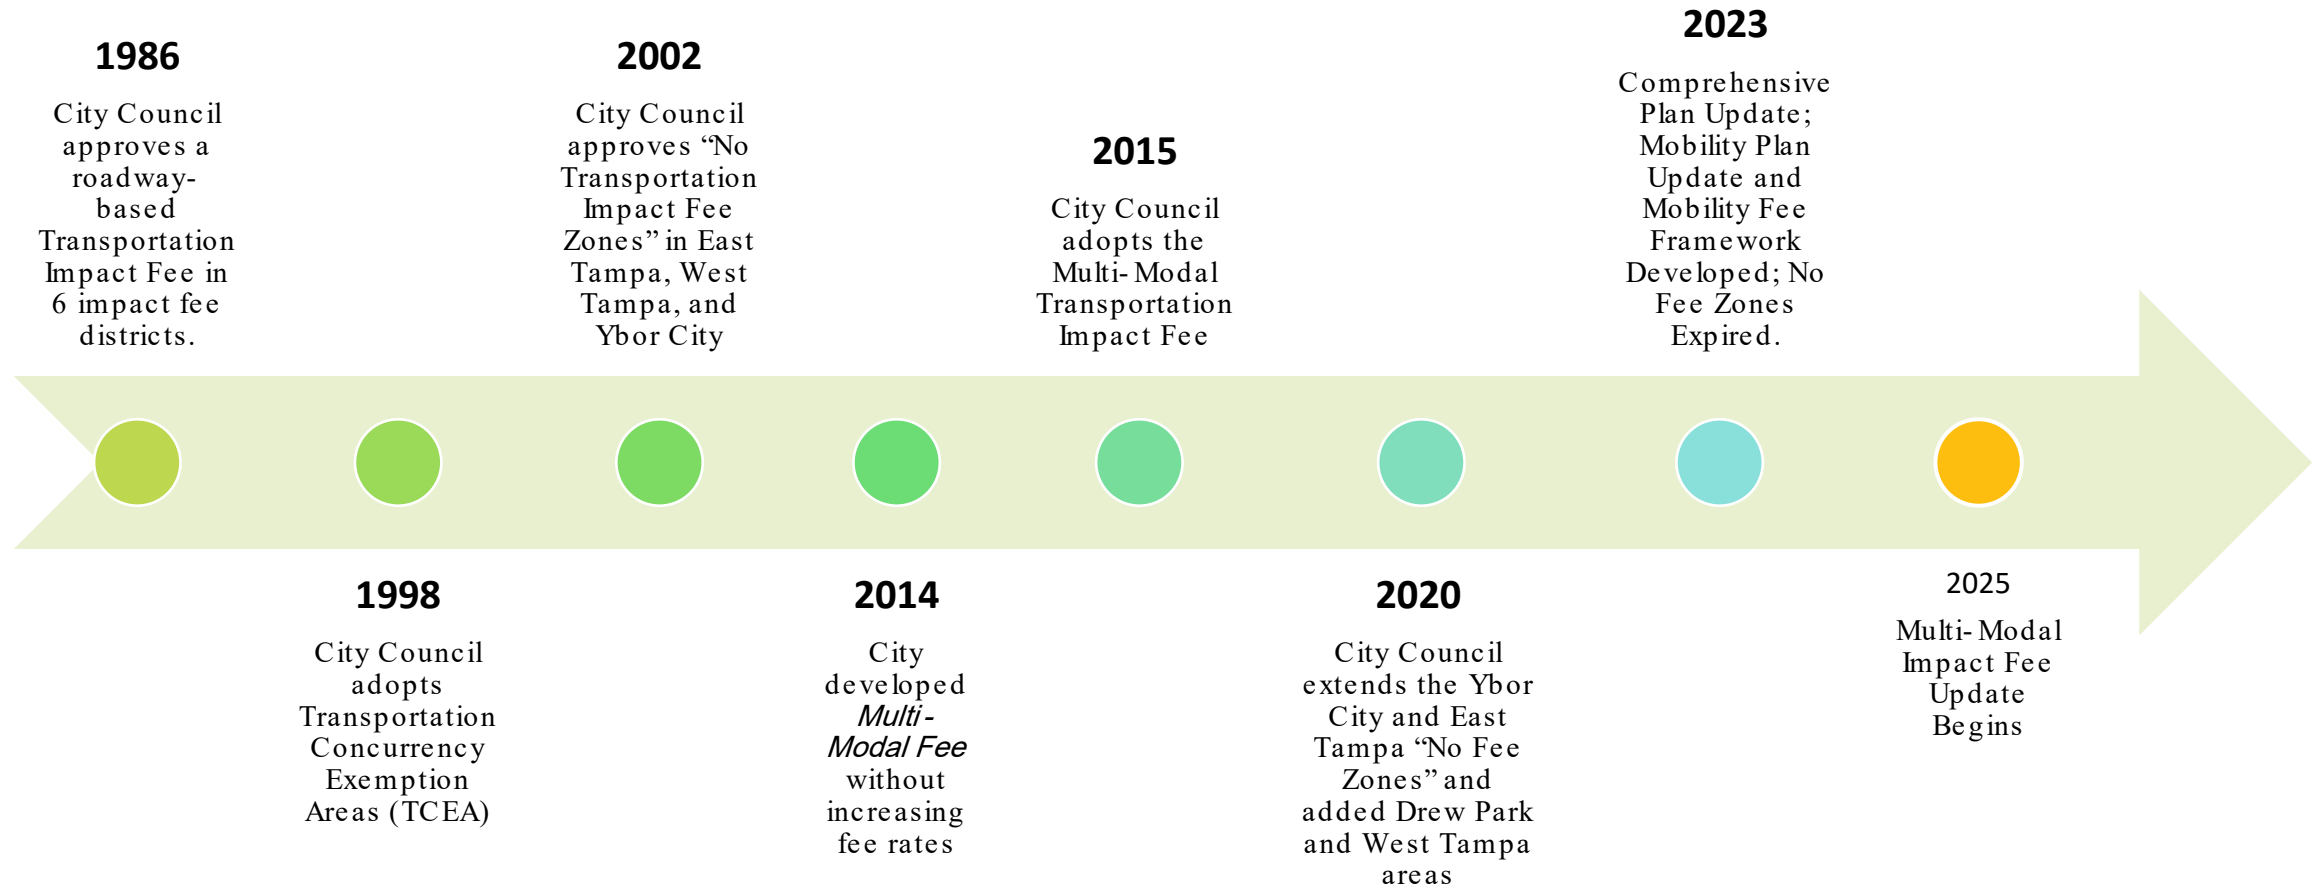 1986
City Council
approves a
roadway-
based
Transportation
Impact Fee in
6 impact fee
districts.
1998
City Council
adopts
Transportation
Concurrency
Exemption
Areas (TCEA)
2002
City Council
approves “No
Transportation
Impact Fee
Zones” in East
Tampa, West
Tampa, and
Ybor City
2014
City
developed
Multi-
Modal Fee
without
increasing
fee rates
2015
City Council
adopts the
Multi-Modal
Transportation
Impact Fee
2020
City Council
extends the Ybor
City and East
Tampa “No Fee
Zones” and
added Drew Park
and West Tampa
areas
2023
Comprehensive
Plan Update;
Mobility Plan
Update and
Mobility Fee
Framework
Developed; No
Fee Zones
Expired.
2025
Multi-Modal
Impact Fee
Update
Begins